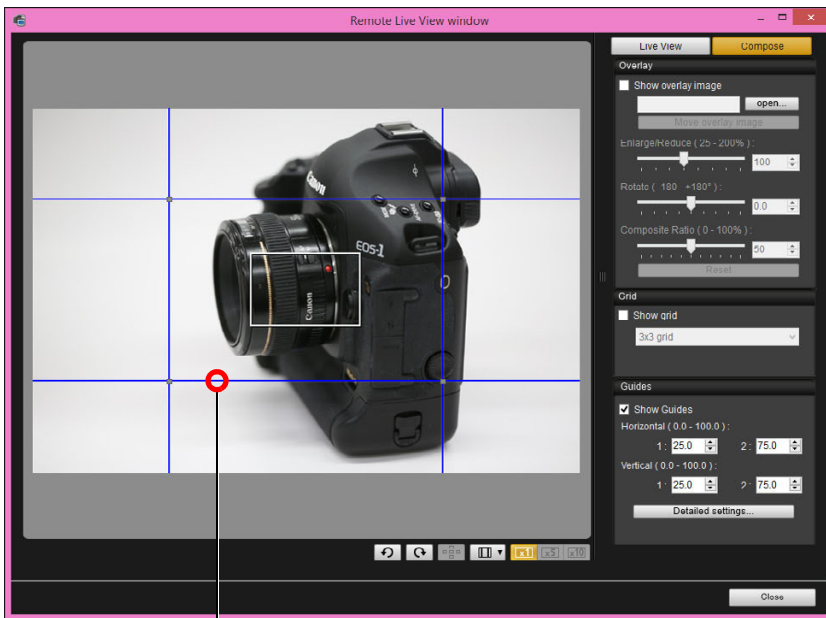 Remote Live View window
Live View
Compose
Overlay
Show overlay image
open...
Move overlay image
Enlarge/Reduce ( 25 - 200% ) :
100
Rotate ( 180 +180° ) :
0.0
Composite Ratio ( 0 - 100% ) :
50
Reset
Grid
Show grid
3x3 grid
Guides
Show Guides
Horizontal ( 0.0 - 100.0 ) :
1: 25.0 2: 75.0
Vertical ( 0.0 - 100.0 ) :
1: 25.0 2: 75.0
Detailed settings...
Canon
EOS-1
Canon
x1 x5 x10
Close